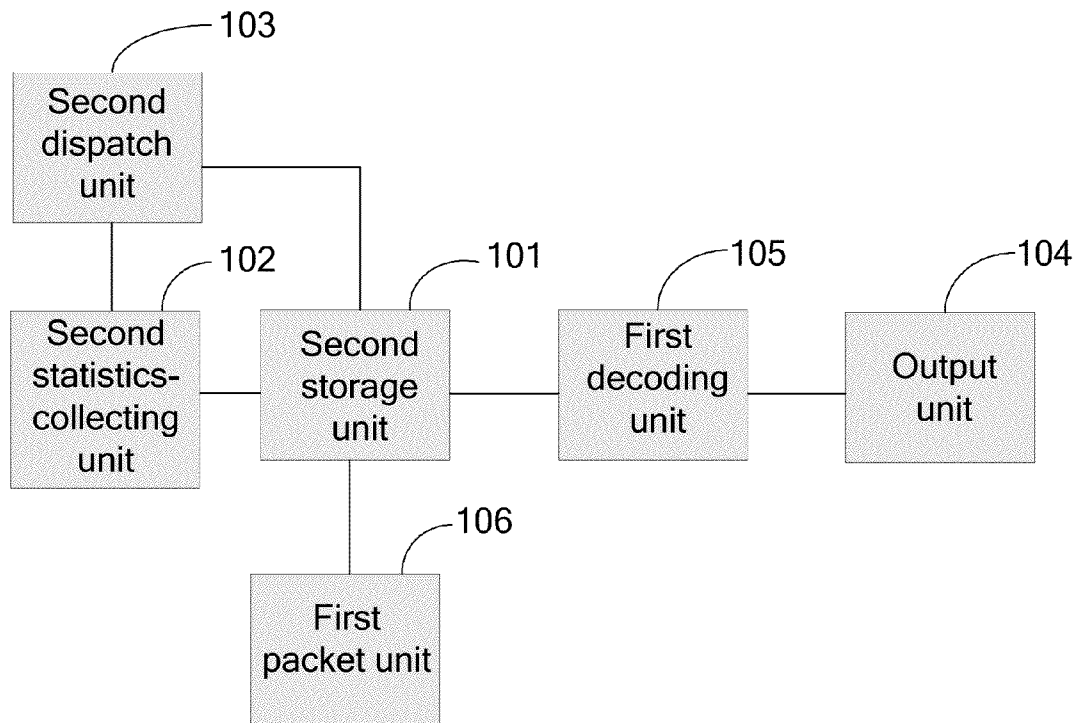 103
Second
dispatch
unit
102
101
105
104
Second
statistics-
collecting
unit
Second
storage
unit
First
decoding
unit
Output
unit
106
First
packet unit